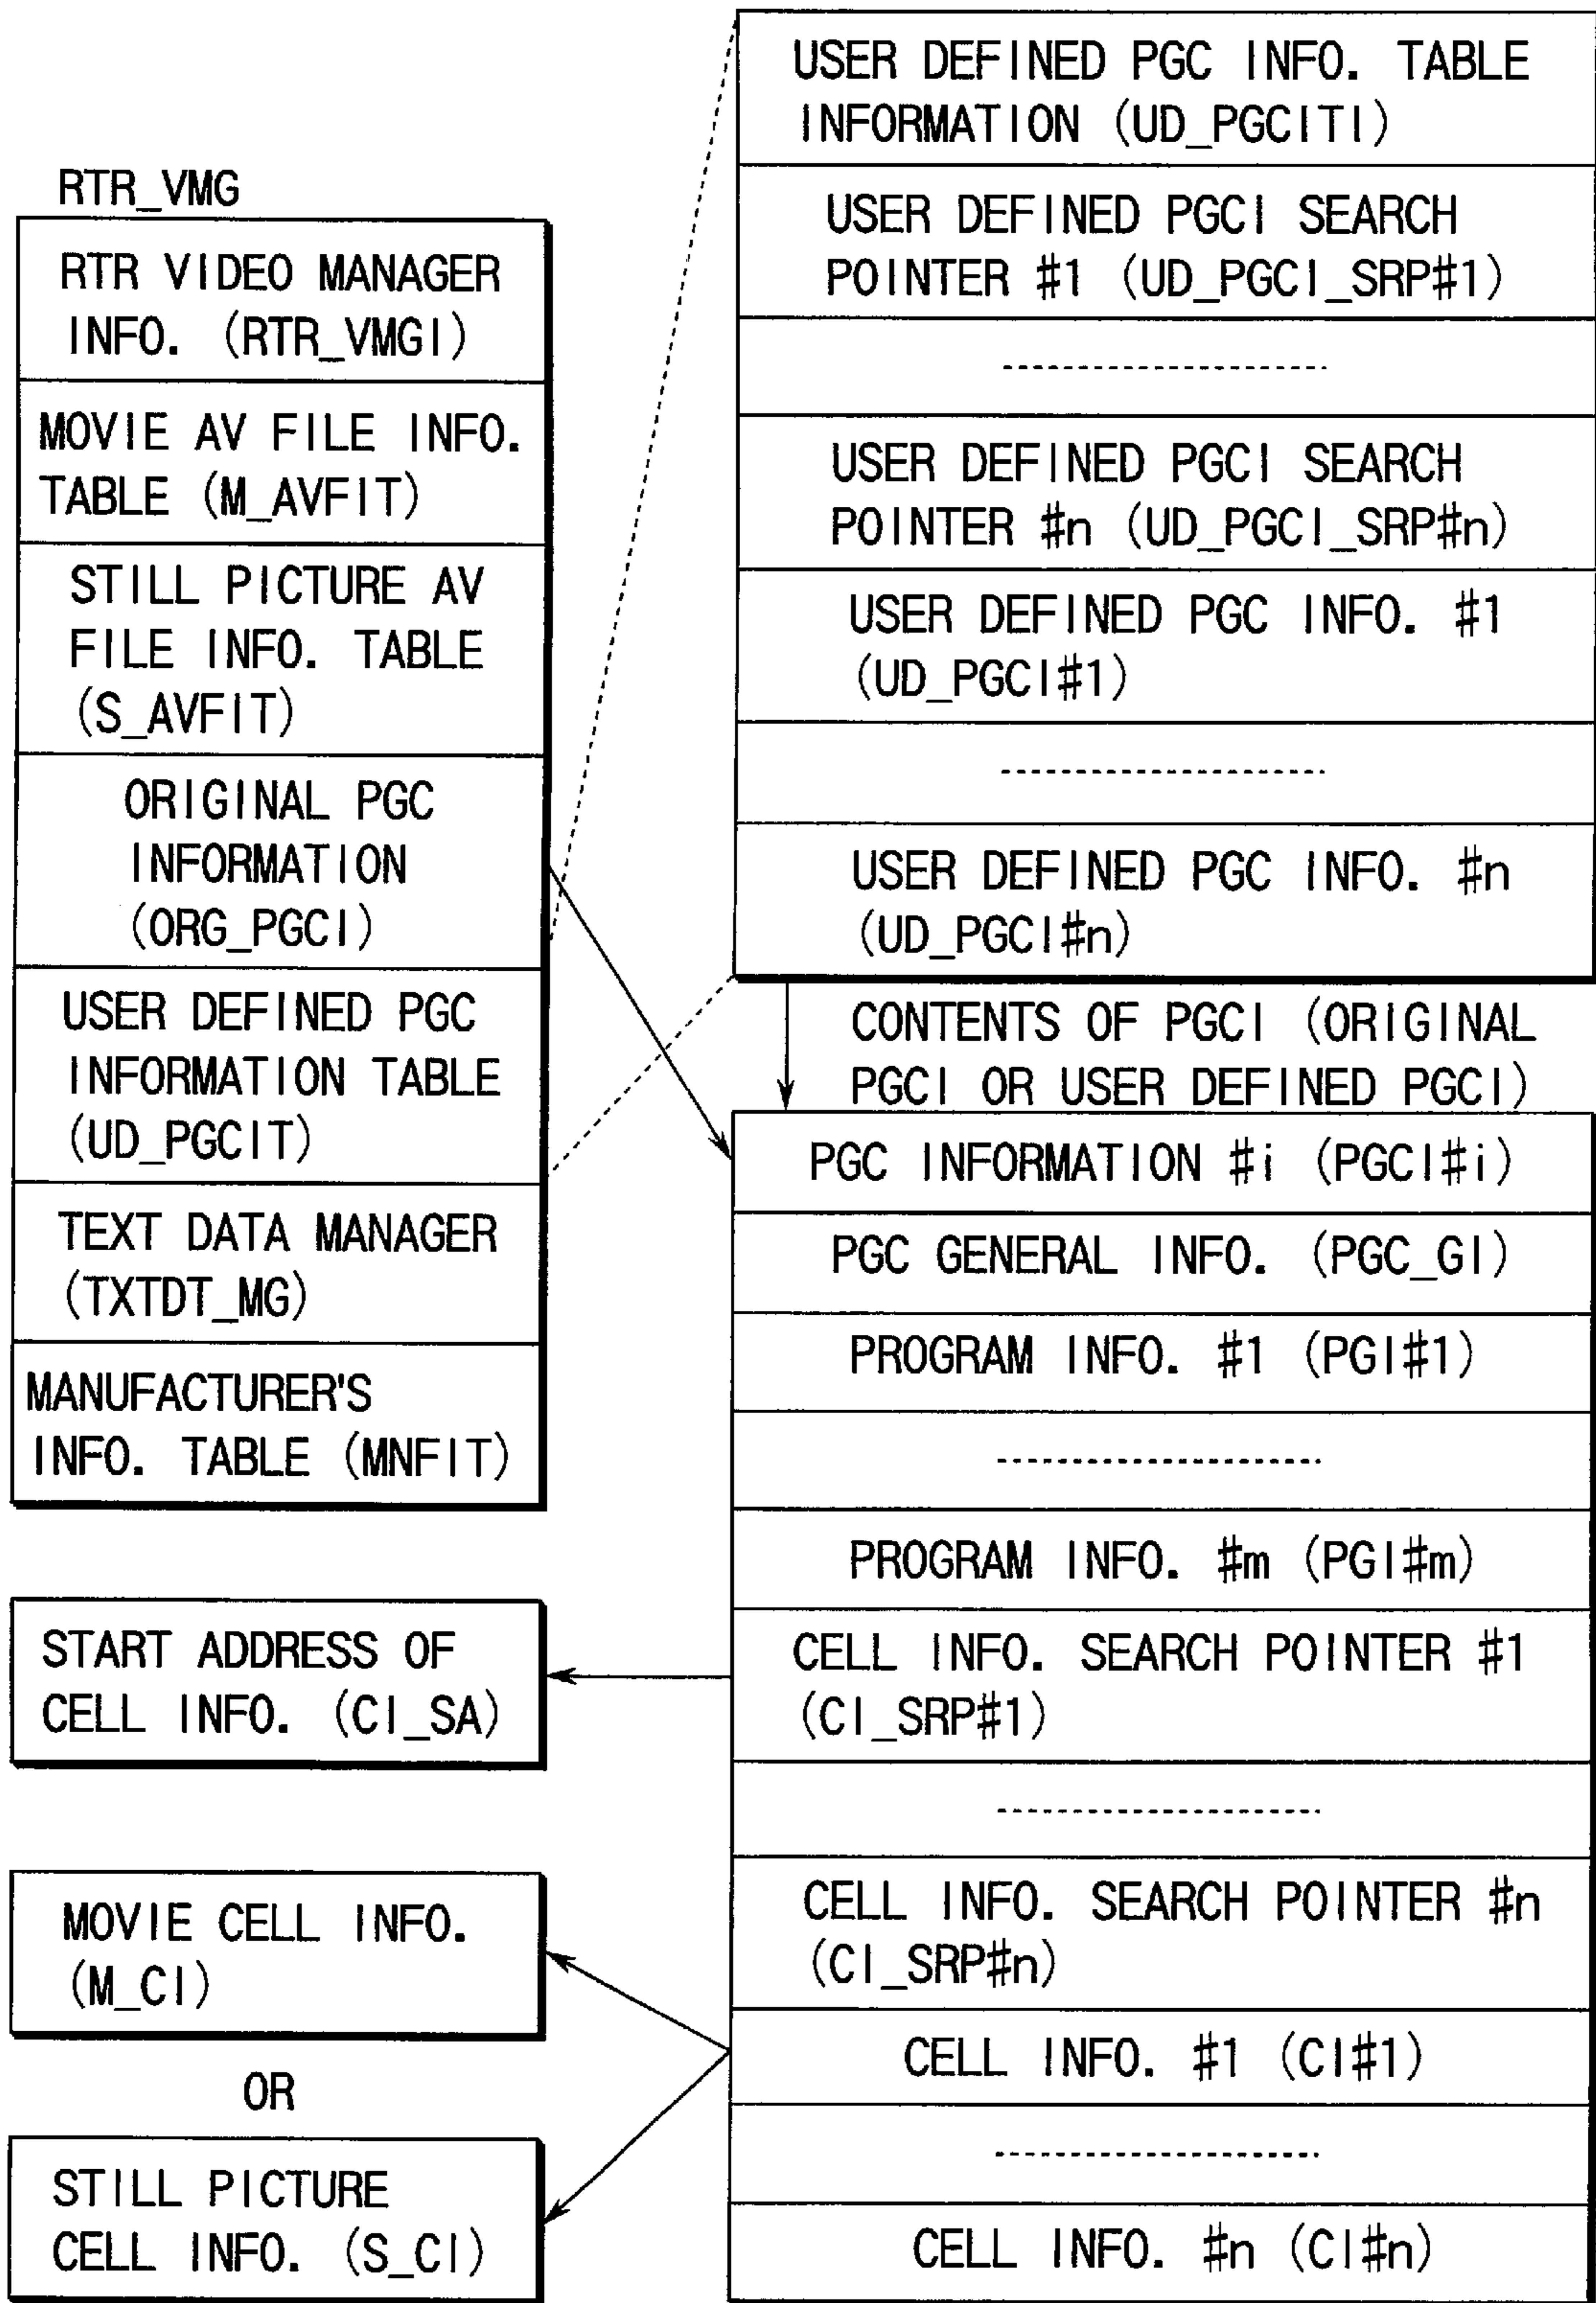 RTR_VMG
RTR VIDEO MANAGER
INFO. (RTR_VMGI)
MOVIE AV FILE INFO.
TABLE (M_AVFIT)
STILL PICTURE AV
FILE INFO. TABLE
(S_AVFIT)
ORIGINAL PGC
INFORMATION
(ORG_PGCI)
USER DEFINED PGC
INFORMATION TABLE
(UD_PGCIT)
TEXT DATA MANAGER
(TXTDT_MG)
MANUFACTURER'S
INFO. TABLE (MNFIT)
USER DEFINED PGC INFO. TABLE
INFORMATION (UD_PGCITI)
USER DEFINED PGCI SEARCH
POINTER #1 (UD_PGCI_SRP#1)
USER DEFINED PGCI SEARCH
POINTER #n (UD_PGCI_SRP#n)
USER DEFINED PGC INFO. #1
(UD_PGCI#1)
USER DEFINED PGC INFO. #n
(UD_PGCI#n)
CONTENTS OF PGCI (ORIGINAL
PGCI OR USER DEFINED PGCI)
PGC INFORMATION #i (PGCI#i)
PGC GENERAL INFO. (PGC_GI)
PROGRAM INFO. #1 (PGI#1)
PROGRAM INFO. #m (PGI#m)
CELL INFO. SEARCH POINTER #1
(CI_SRP#1)
CELL INFO. SEARCH POINTER #n
(CI_SRP#n)
CELL INFO. #1 (CI#1)
CELL INFO. #n (CI#n)
START ADDRESS OF
CELL INFO. (CI_SA)
MOVIE CELL INFO.
(M_CI)
OR
STILL PICTURE
CELL INFO. (S_CI)